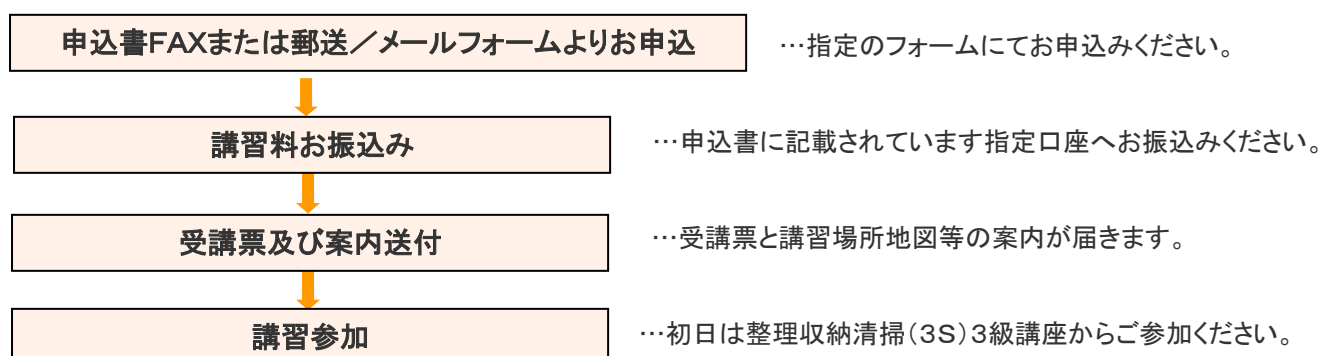 申込書FAXまたは郵送／メールフォームよりお申込
…指定のフォームにてお申込みください。
講習料お振込み
…申込書に記載されています指定口座へお振込みください。
受講票及び案内送付
…受講票と講習場所地図等の案内が届きます。
講習参加
…初日は整理収納清掃（3S）3級講座からご参加ください。